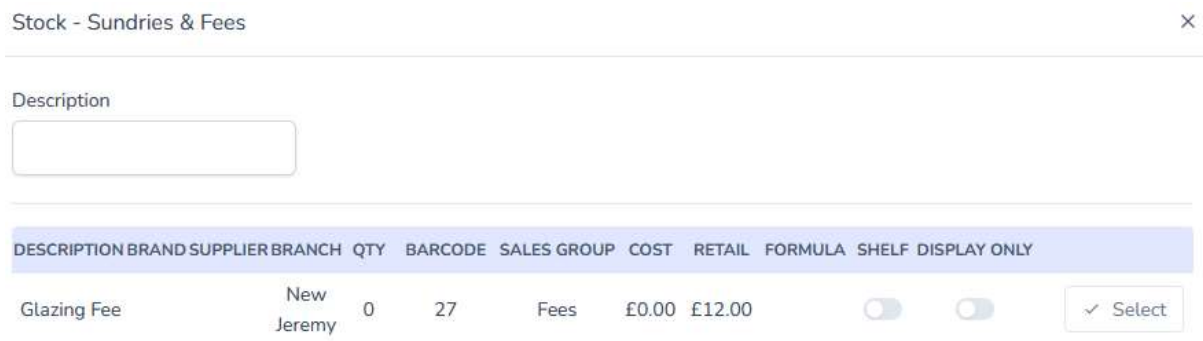 Stock - Sundries & Fees
Description
DESCRIPTION BRAND SUPPLIER BRANCH QTY BARCODE SALES GROUP COST RETAIL FORMULA SHELF DISPLAY ONLY
Glazing Fee New Jeremy 0 27 Fees £0.00 £12.00 Select